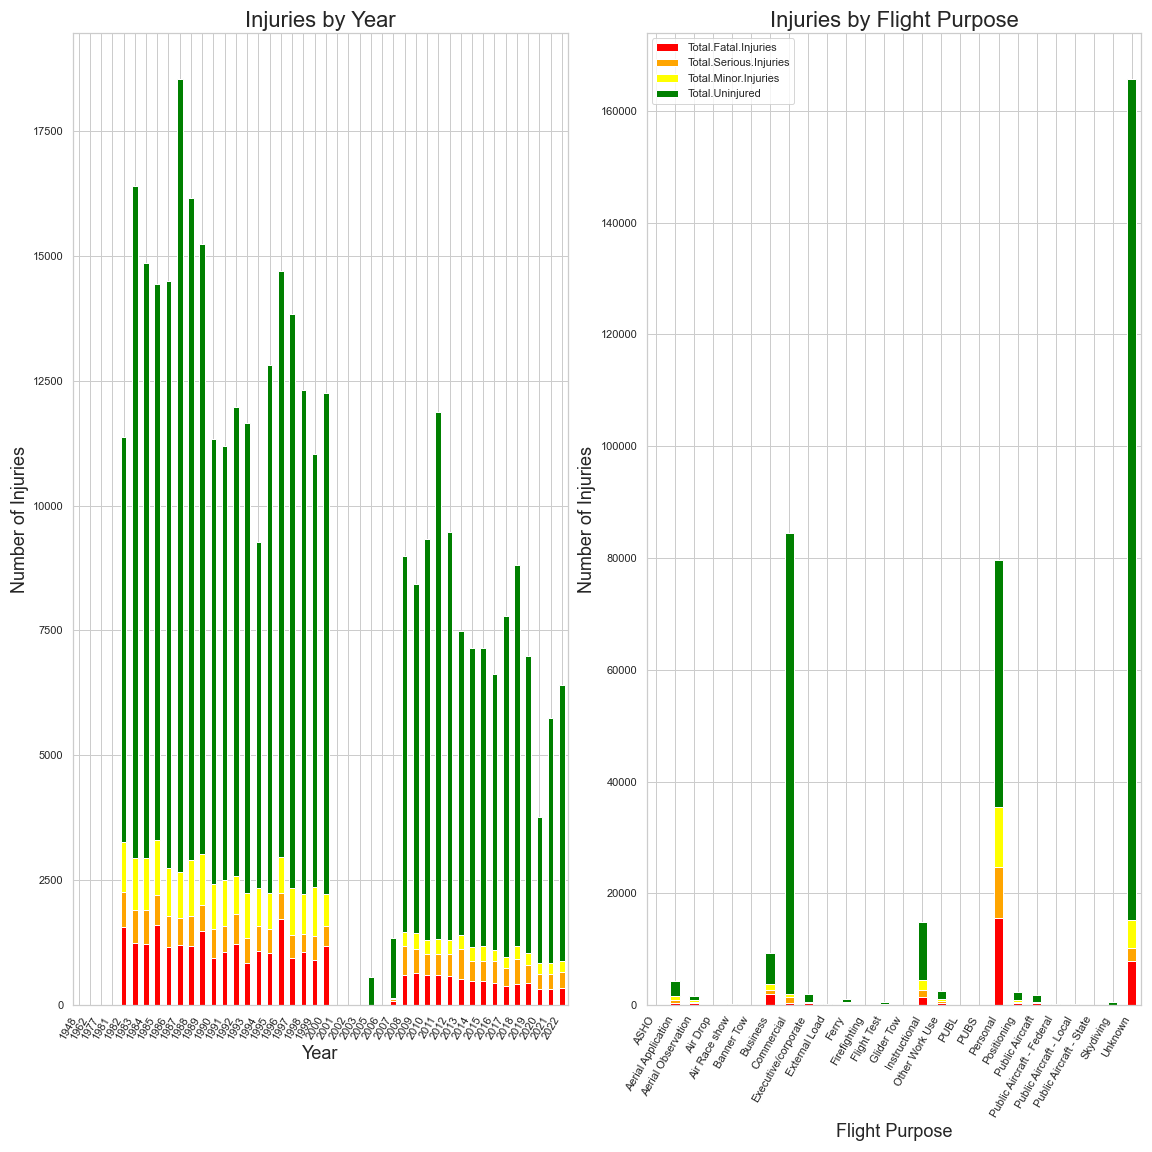 Injuries by Year
17500
15000
12500
10000
7500
5000
2500
0
Number of Injuries
1948
1962
1977
1981
1982
1983
1984
1985
1986
1987
1988
1989
1990
1991
1992
1993
1994
1995
1996
1997
1998
1999
2000
2001
2002
2003
2005
2006
2007
2008
2009
2010
2011
2012
2013
2014
2015
2016
2017
2018
2019
2020
2021
2022
Year
Injuries by Flight Purpose
Total.Fatal.Injuries
Total.Serious.Injuries
Total.Minor.Injuries
Total.Uninjured
160000
140000
120000
100000
80000
60000
40000
20000
0
Number of Injuries
ASHO
Aerial Application
Aerial Observation
Air Drop
Air Race show
Banner Tow
Business
Commercial
Executive/corporate
External Load
Ferry
Firefighting
Flight Test
Glider Tow
Instructional
Other Work Use
PUBL
PUBS
Personal
Positioning
Public Aircraft
Public Aircraft - Federal
Public Aircraft - Local
Public Aircraft - State
Skydiving
Unknown
Flight Purpose